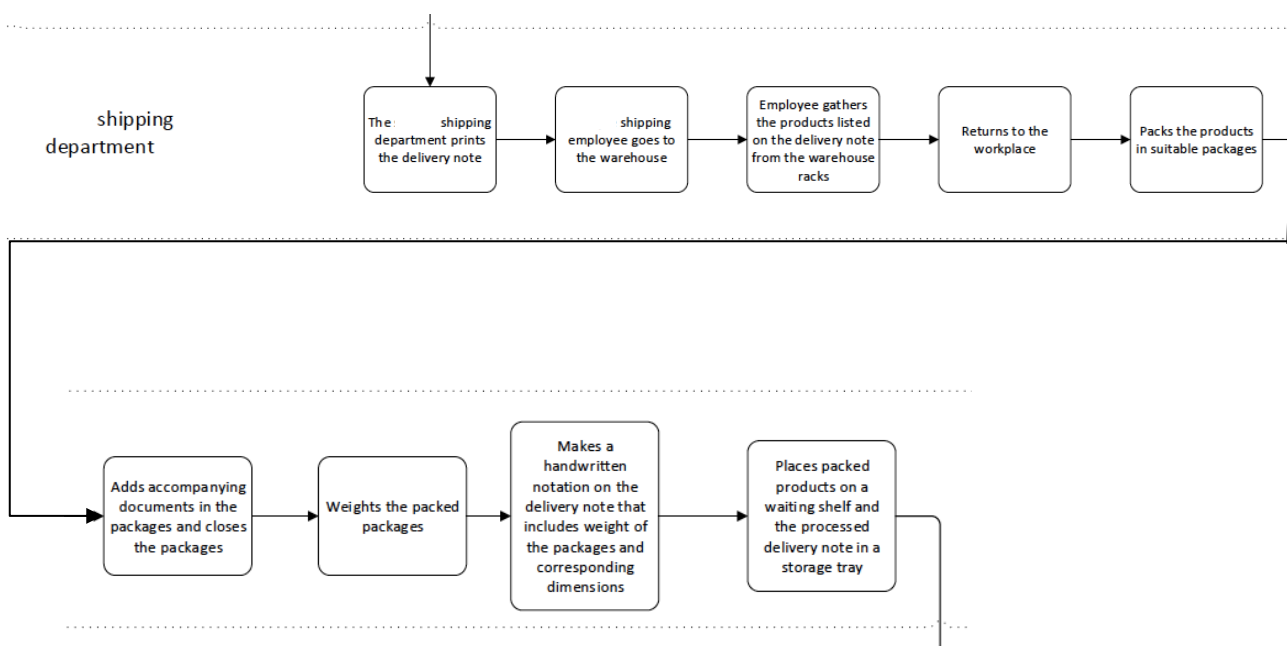 shipping
department
The shipping
department prints
the delivery note
shipping
employee goes to
the warehouse
Employee gathers
the products listed
on the delivery note
from the warehouse
racks
Returns to the
workplace
Packs the products
in suitable packages
Adds accompanying
documents in the
packages and closes
the packages
Weights the packed
packages
Makes a
handwritten
notation on the
delivery note that
includes weight of
the packages and
corresponding
dimensions
Places packed
products on a
waiting shelf and
the processed
delivery note in a
storage tray